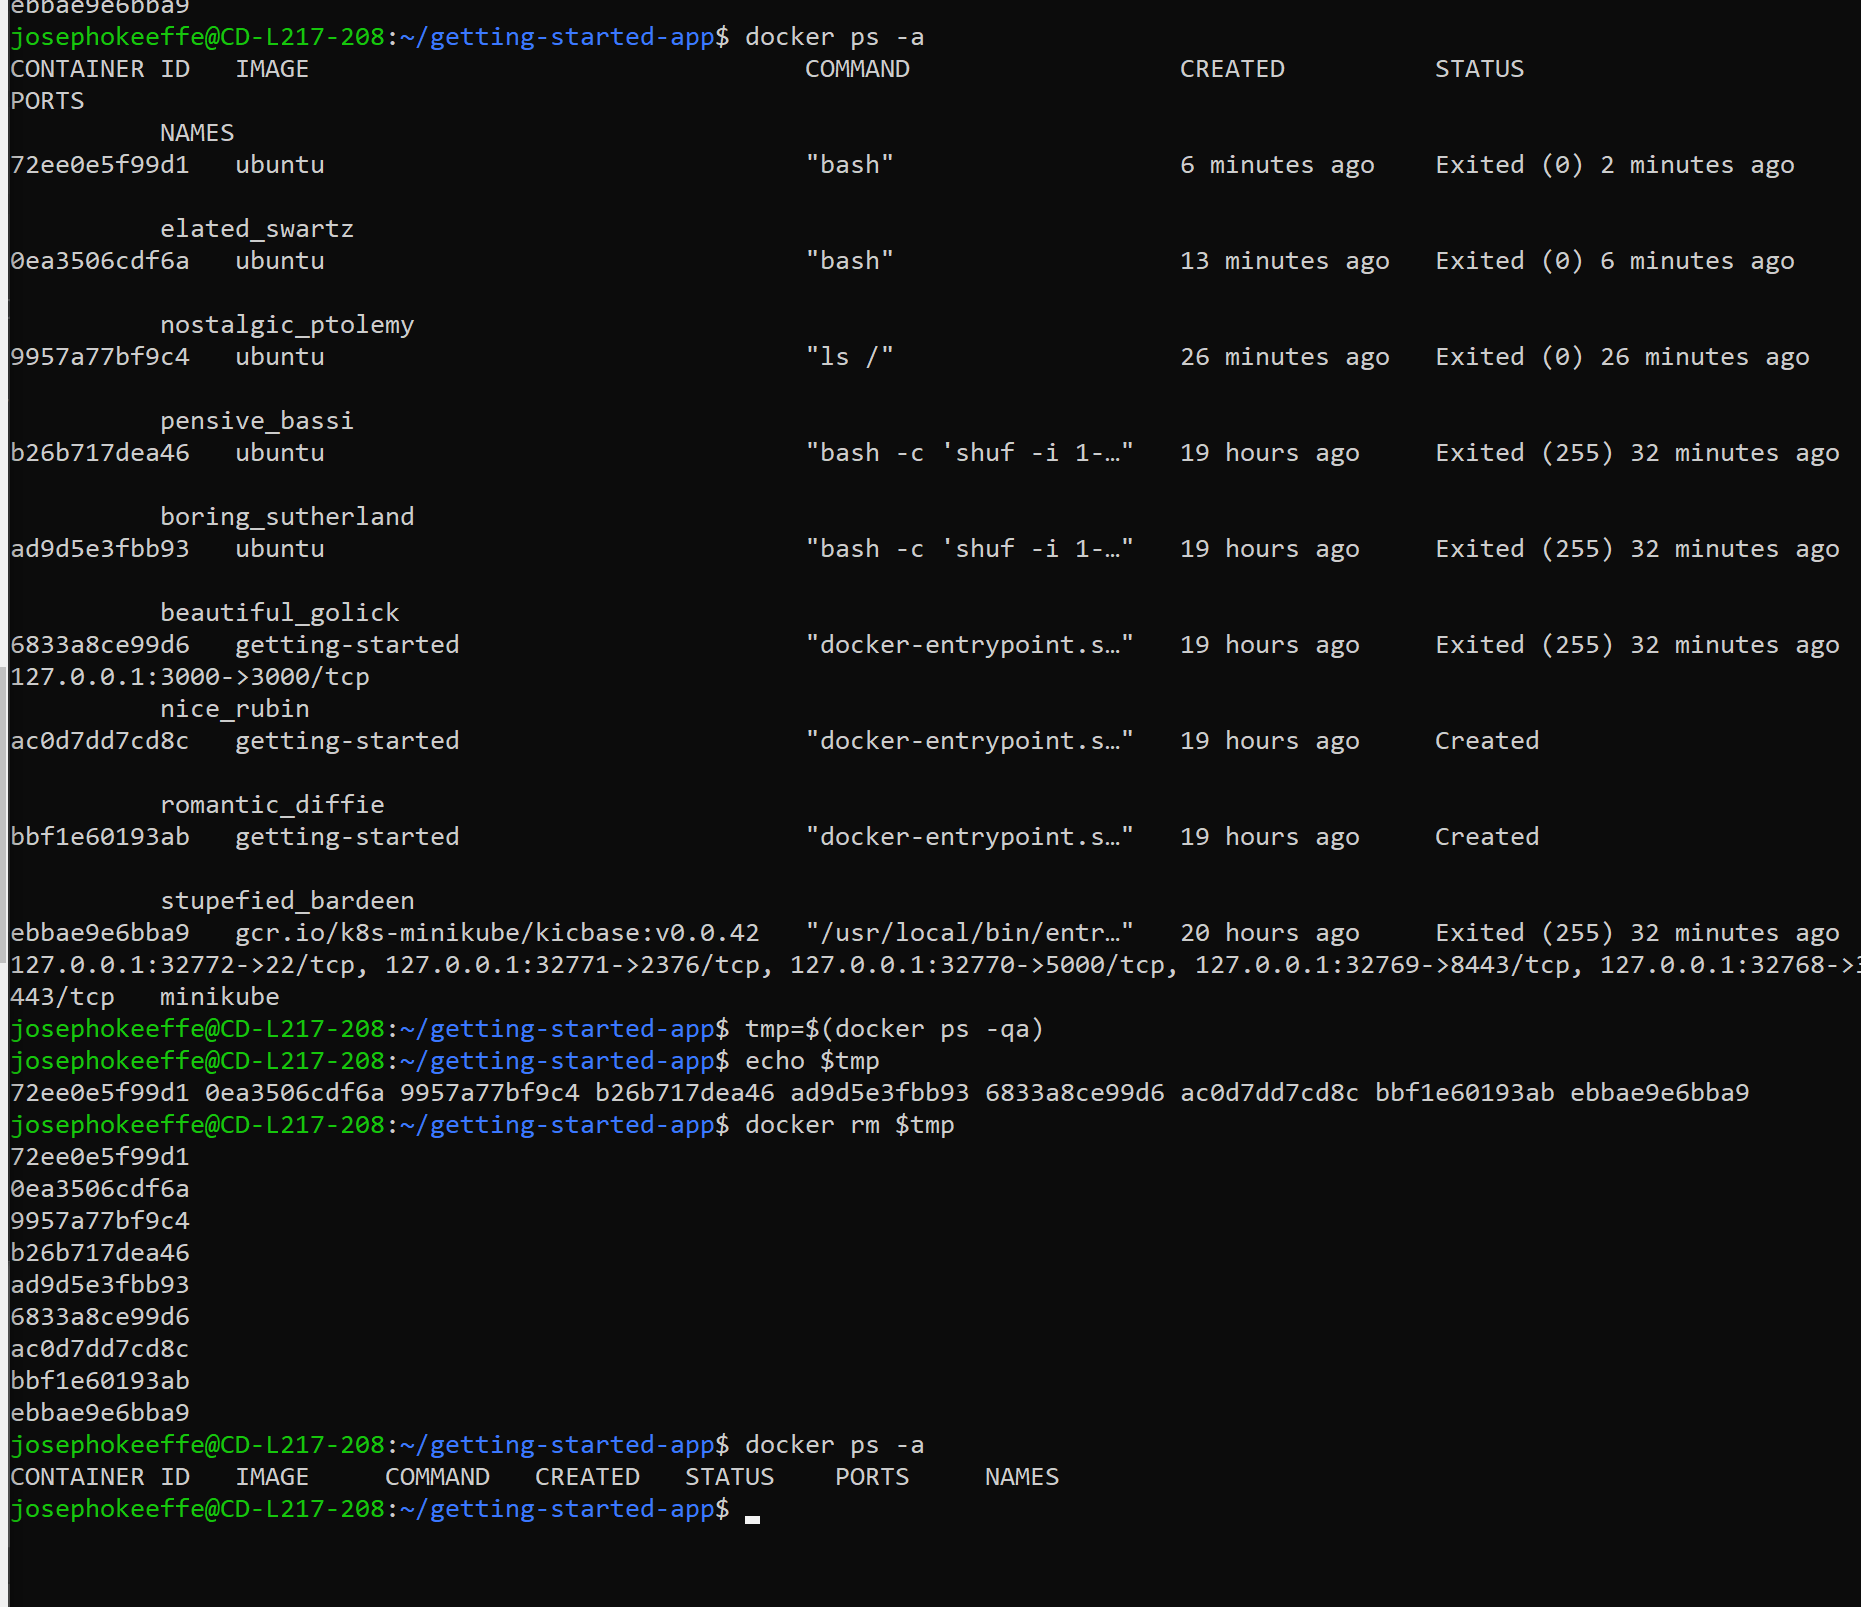 ebbae9e6bba9
josephokeeffe@CD-L217-208:~/getting-started-app$ docker ps -a
CONTAINER ID   IMAGE                                 COMMAND                  CREATED          STATUS
PORTS
          NAMES
72ee0e5f99d1   ubuntu                                "bash"                   6 minutes ago    Exited (0) 2 minutes ago
          elated_swartz
0ea3506cdf6a   ubuntu                                "bash"                   13 minutes ago   Exited (0) 6 minutes ago
          nostalgic_ptolemy
9957a77bf9c4   ubuntu                                "ls /"                   26 minutes ago   Exited (0) 26 minutes ago
          pensive_bassi
b26b717dea46   ubuntu                                "bash -c 'shuf -i 1-…"   19 hours ago     Exited (255) 32 minutes ago
          boring_sutherland
ad9d5e3fbb93   ubuntu                                "bash -c 'shuf -i 1-…"   19 hours ago     Exited (255) 32 minutes ago
          beautiful_golick
6833a8ce99d6   getting-started                       "docker-entrypoint.s…"   19 hours ago     Exited (255) 32 minutes ago
127.0.0.1:3000->3000/tcp
          nice_rubin
ac0d7dd7cd8c   getting-started                       "docker-entrypoint.s…"   19 hours ago     Created
          romantic_diffie
bbf1e60193ab   getting-started                       "docker-entrypoint.s…"   19 hours ago     Created
          stupefied_bardeen
ebbae9e6bba9   gcr.io/k8s-minikube/kicbase:v0.0.42   "/usr/local/bin/entr…"   20 hours ago     Exited (255) 32 minutes ago
127.0.0.1:32772->22/tcp, 127.0.0.1:32771->2376/tcp, 127.0.0.1:32770->5000/tcp, 127.0.0.1:32769->8443/tcp, 127.0.0.1:32768->
443/tcp   minikube
josephokeeffe@CD-L217-208:~/getting-started-app$ tmp=$(docker ps -qa)
josephokeeffe@CD-L217-208:~/getting-started-app$ echo $tmp
72ee0e5f99d1 0ea3506cdf6a 9957a77bf9c4 b26b717dea46 ad9d5e3fbb93 6833a8ce99d6 ac0d7dd7cd8c bbf1e60193ab ebbae9e6bba9
josephokeeffe@CD-L217-208:~/getting-started-app$ docker rm $tmp
72ee0e5f99d1
0ea3506cdf6a
9957a77bf9c4
b26b717dea46
ad9d5e3fbb93
6833a8ce99d6
ac0d7dd7cd8c
bbf1e60193ab
ebbae9e6bba9
josephokeeffe@CD-L217-208:~/getting-started-app$ docker ps -a
CONTAINER ID   IMAGE     COMMAND   CREATED   STATUS    PORTS     NAMES
josephokeeffe@CD-L217-208:~/getting-started-app$